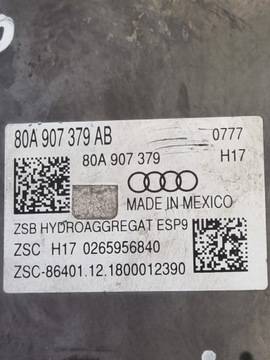 80A 907 379 AB
0777
80A 907 379
H17
MADE IN MEXICO
ZSB HYDROAGGREGAT ESP9
ZSC H17 0265956840
ZSC-86401.12.1800012390